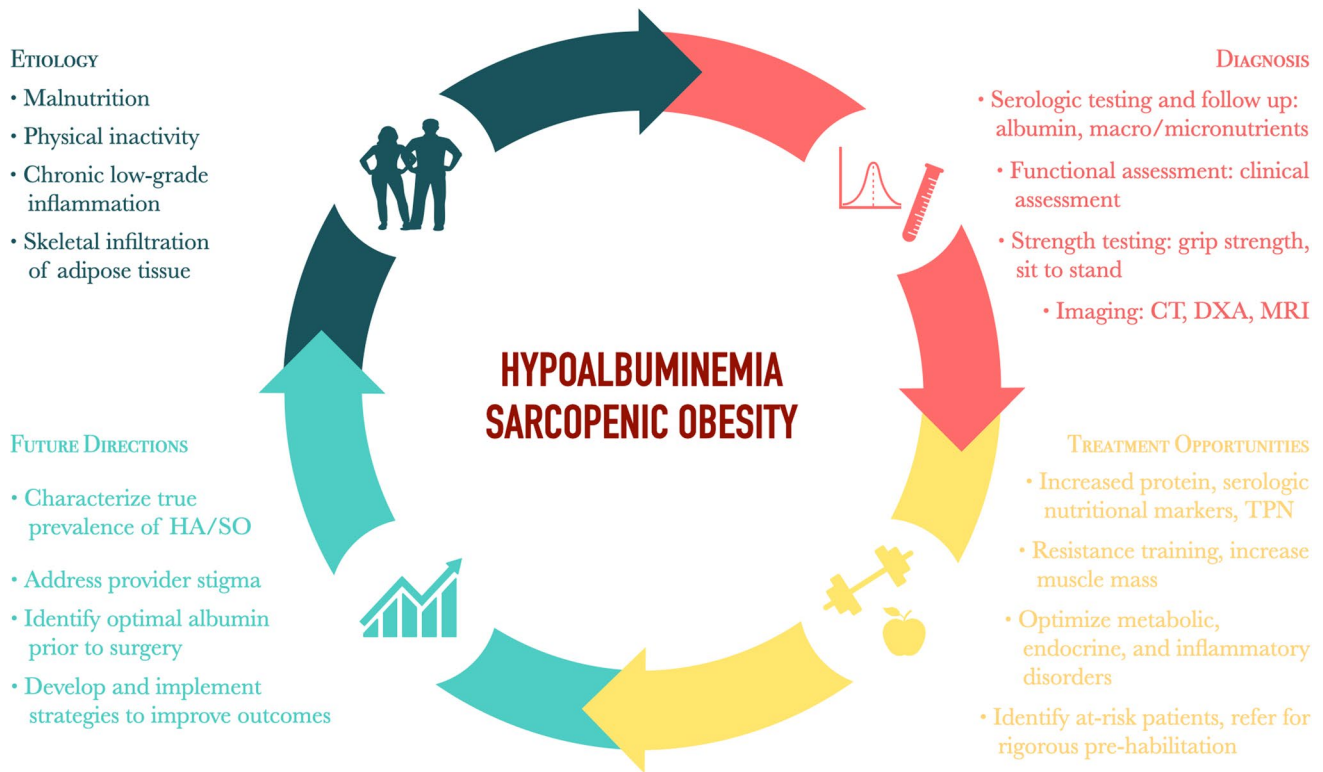 ETIOLOGY
• Malnutrition
• Physical inactivity
• Chronic low-grade
inflammation
• Skeletal infiltration
of adipose tissue
DIAGNOSIS
• Serologic testing and follow up:
albumin, macro/micronutrients
• Functional assessment: clinical
assessment
• Strength testing: grip strength,
sit to stand
• Imaging: CT, DXA, MRI
HYPOALBUMINEMIA
SARCOPENIC OBESITY
FUTURE DIRECTIONS
• Characterize true
prevalence of HA/SO
• Address provider stigma
• Identify optimal albumin
prior to surgery
• Develop and implement
strategies to improve outcomes
TREATMENT OPPORTUNITIES
• Increased protein, serologic
nutritional markers, TPN
• Resistance training, increase
muscle mass
• Optimize metabolic,
endocrine, and inflammatory
disorders
• Identify at-risk patients, refer for
rigorous pre-habilitation